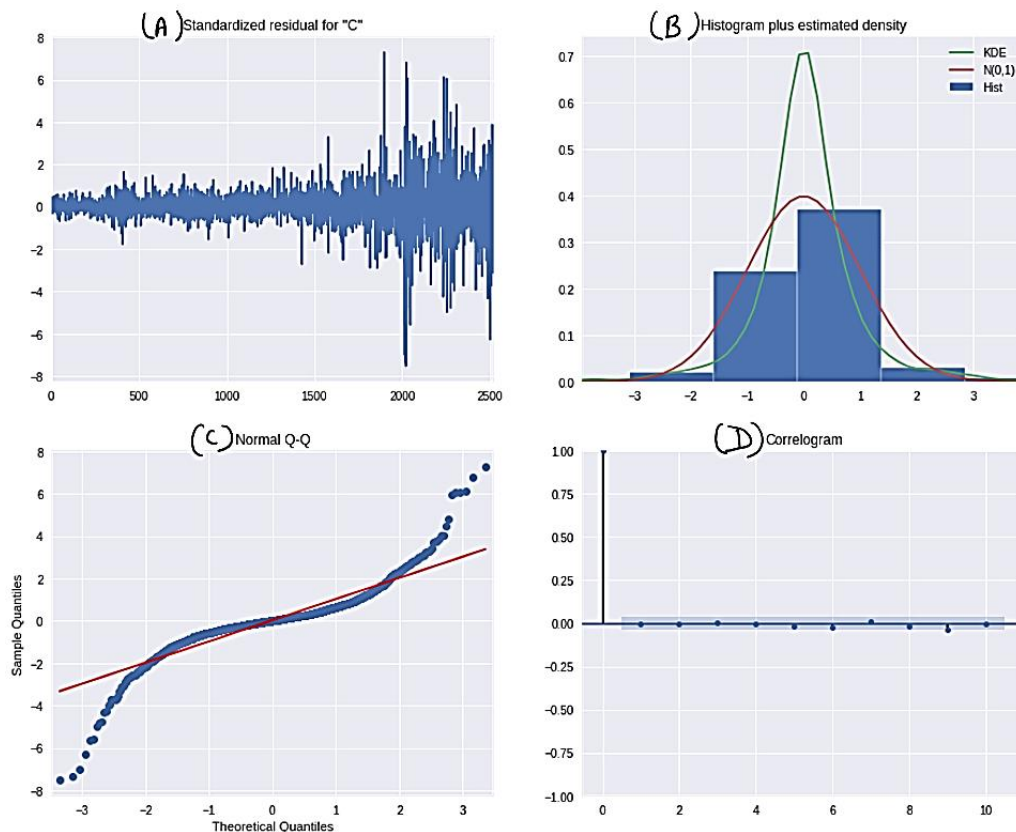 (A) Standardized residual for "C"
8
6
4
2
0
−2
−4
−6
−8
0 500 1000 1500 2000 2500
(B) Histogram plus estimated density
KDE
N(0,1)
Hist
0.7
0.6
0.5
0.4
0.3
0.2
0.1
0.0
−3 −2 −1 0 1 2 3
(C) Normal Q-Q
Sample Quantiles
8
6
4
2
0
−2
−4
−6
−8
−3 −2 −1 0 1 2 3
Theoretical Quantiles
(D) Correlogram
1.00
0.75
0.50
0.25
0.00
−0.25
−0.50
−0.75
−1.00
0 2 4 6 8 10